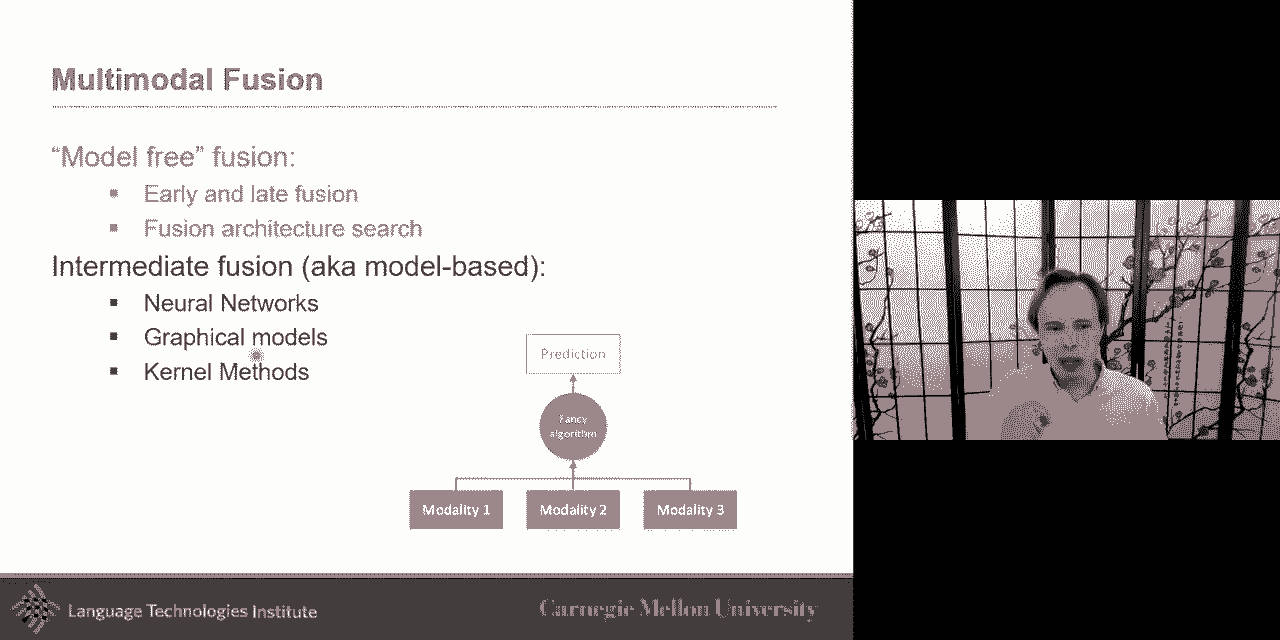 Multimodal Fusion
“Model free” fusion:
▪ Early and late fusion
▪ Fusion architecture search
Intermediate fusion (aka model-based):
▪ Neural Networks
▪ Graphical models
▪ Kernel Methods
Prediction
Fancy
algorithm
Modality 1 Modality 2 Modality 3
Language Technologies Institute
Carnegie Mellon University